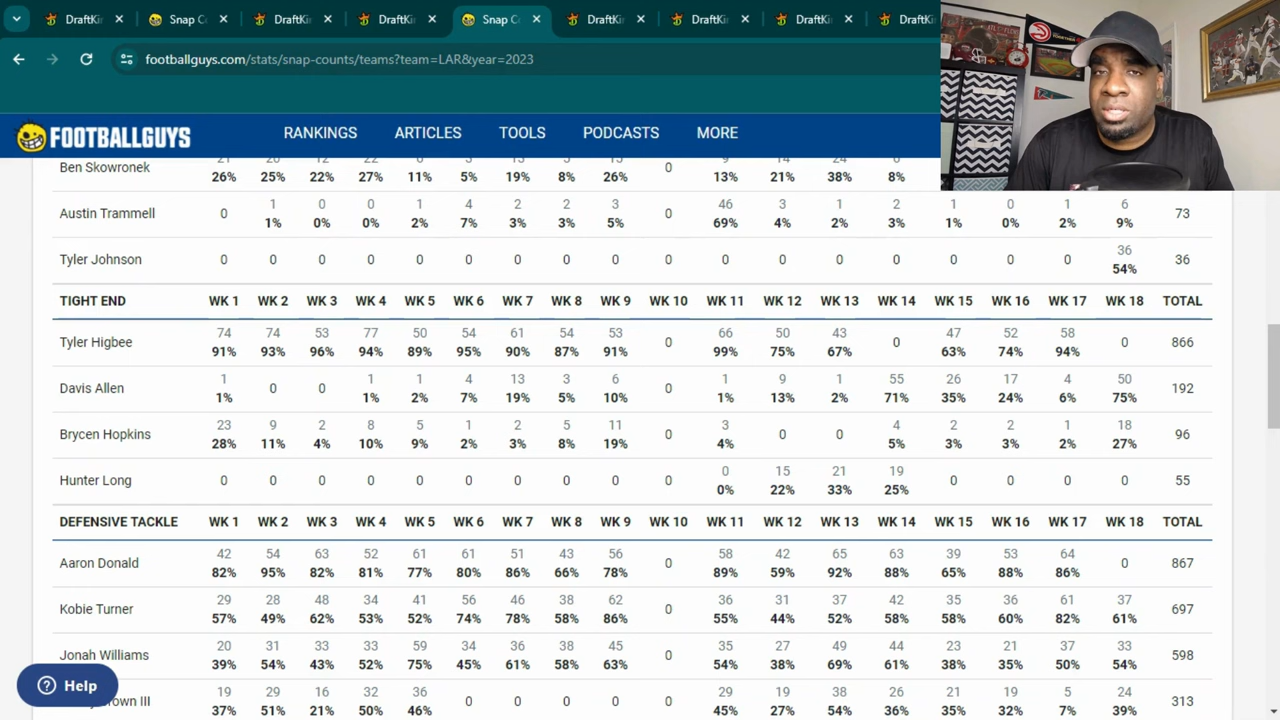 DraftKin
Snap C
DraftKin
DraftKin
Snap Co
DraftKin
DraftKin
DraftKin
DraftKin
footballguys.com/stats/snap-counts/teams?team=LAR&year=2023
FOOTBALLGUYS RANKINGS ARTICLES TOOLS PODCASTS MORE
Ben Skowronek 0
26% 25% 22% 27% 11% 5% 19% 8% 26% 13% 21% 38% 8%
1 0 0 1 4 2 2 3 46 3 1 2 1 0 1 6
Austin Trammell 0 0 73
1% 0% 0% 2% 7% 3% 3% 5% 69% 4% 2% 3% 1% 0% 2% 9%
36
Tyler Johnson 0 0 0 0 0 0 0 0 0 0 0 0 0 0 0 0 0 36
54%
TIGHT END WK 1 WK 2 WK 3 WK 4 WK 5 WK 6 WK 7 WK 8 WK 9 WK 10 WK 11 WK 12 WK 13 WK 14 WK 15 WK 16 WK 17 WK 18 TOTAL
74 74 53 77 50 54 61 54 53 66 50 43 47 52 58
Tyler Higbee 0 0 0 866
91% 93% 96% 94% 89% 95% 90% 87% 91% 99% 75% 67% 63% 74% 94%
1 1 1 4 13 3 6 1 9 1 55 26 17 4 50
Davis Allen 0 0 0 192
1% 1% 2% 7% 19% 5% 10% 1% 13% 2% 71% 35% 24% 6% 75%
23 9 2 8 5 1 2 5 11 3 4 2 2 1 18
Brycen Hopkins 0 0 0 96
28% 11% 4% 10% 9% 2% 3% 8% 19% 4% 5% 3% 3% 2% 27%
0 15 21 19
Hunter Long 0 0 0 0 0 0 0 0 0 0 0 0 0 0 55
0% 22% 33% 25%
DEFENSIVE TACKLE WK 1 WK 2 WK 3 WK 4 WK 5 WK 6 WK 7 WK 8 WK 9 WK 10 WK 11 WK 12 WK 13 WK 14 WK 15 WK 16 WK 17 WK 18 TOTAL
42 54 63 52 61 61 51 43 56 58 42 65 63 39 53 64
Aaron Donald 0 0 867
82% 95% 82% 81% 77% 80% 86% 66% 78% 89% 59% 92% 88% 65% 88% 86%
29 28 48 34 41 56 46 38 62 36 31 37 42 35 36 61 37
Kobie Turner 0 697
57% 49% 62% 53% 52% 74% 78% 58% 86% 55% 44% 52% 58% 58% 60% 82% 61%
20 31 33 33 59 34 36 38 45 35 27 49 44 23 21 37 33
Jonah Williams 0 598
39% 54% 43% 52% 75% 45% 61% 58% 63% 54% 38% 69% 61% 38% 35% 50% 54%
19 29 16 32 36 29 19 38 26 21 19 5 24
own III 0 0 0 0 0 313
37% 51% 21% 50% 46% 45% 27% 54% 36% 35% 32% 7% 39%
Help